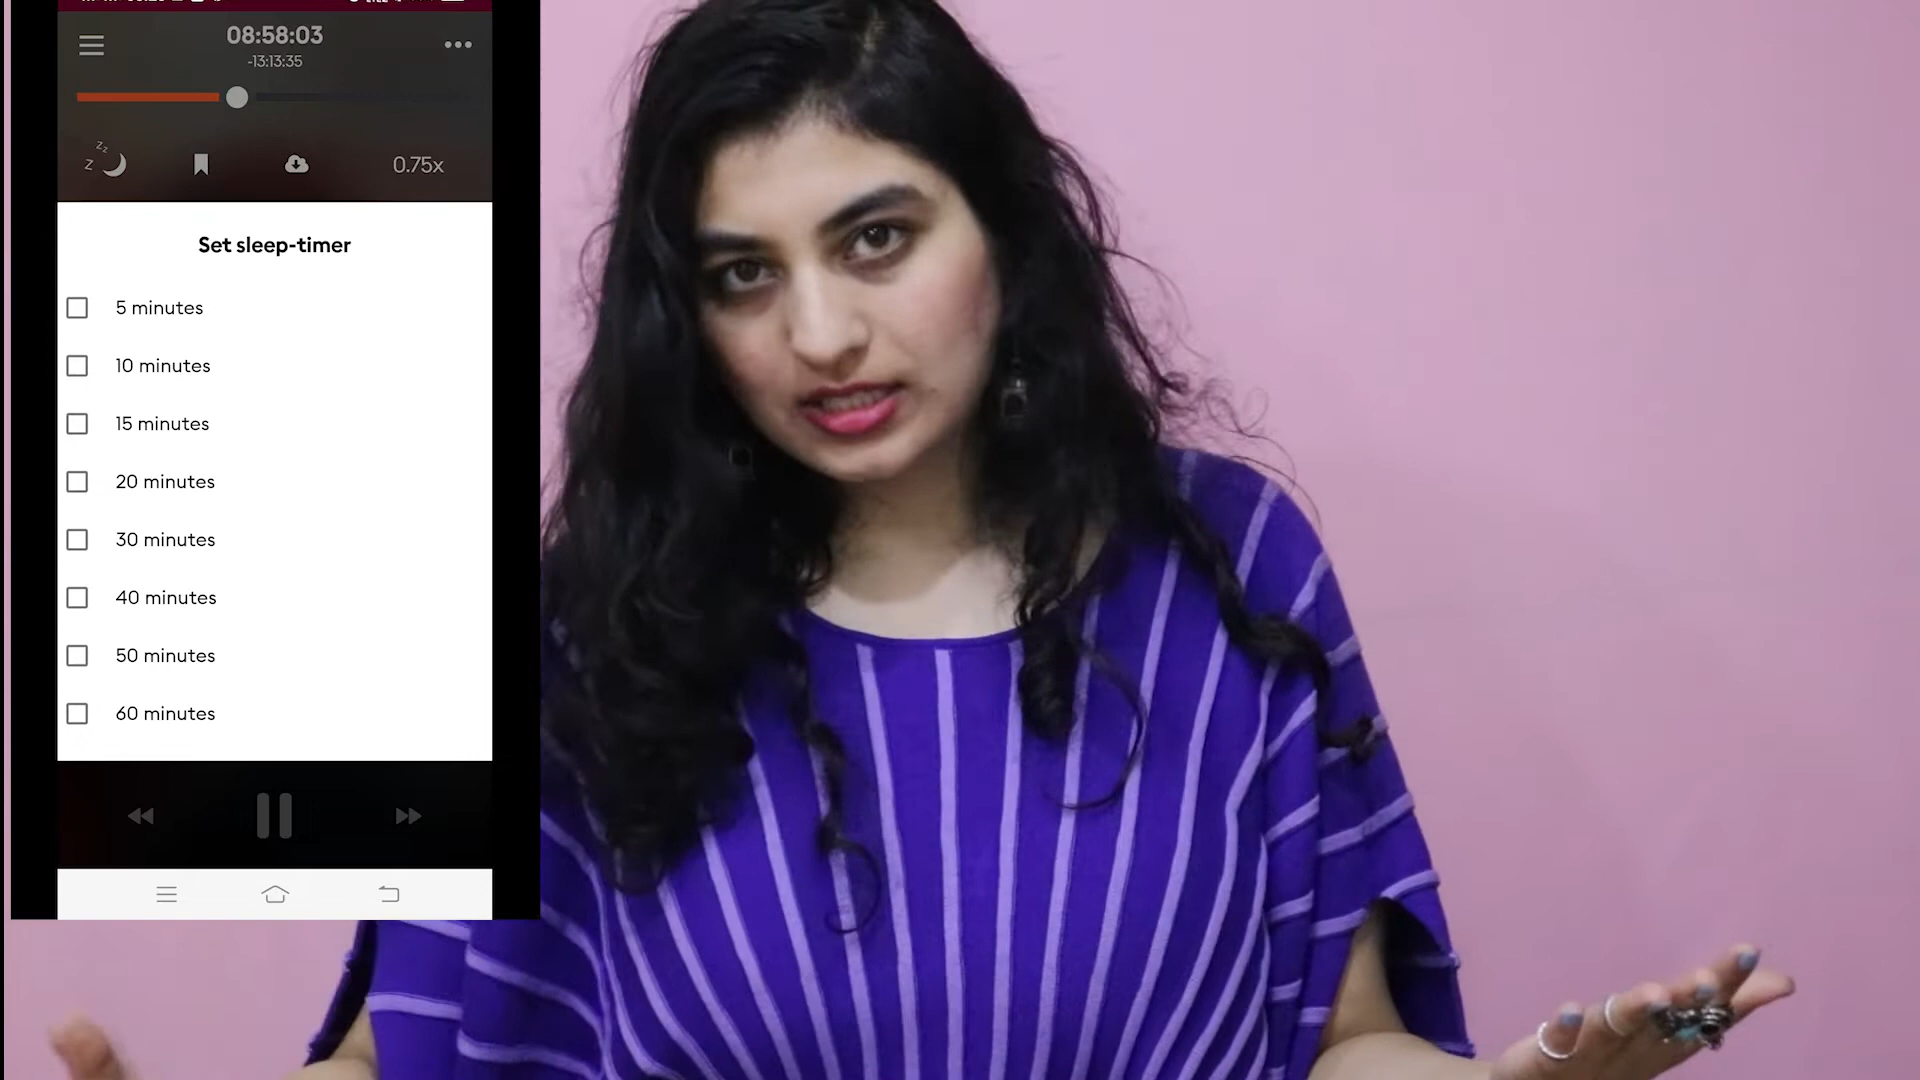 08:58:03
-13:13:35
z zz
0.75x
Set sleep-timer
5 minutes
10 minutes
15 minutes
20 minutes
30 minutes
40 minutes
50 minutes
60 minutes